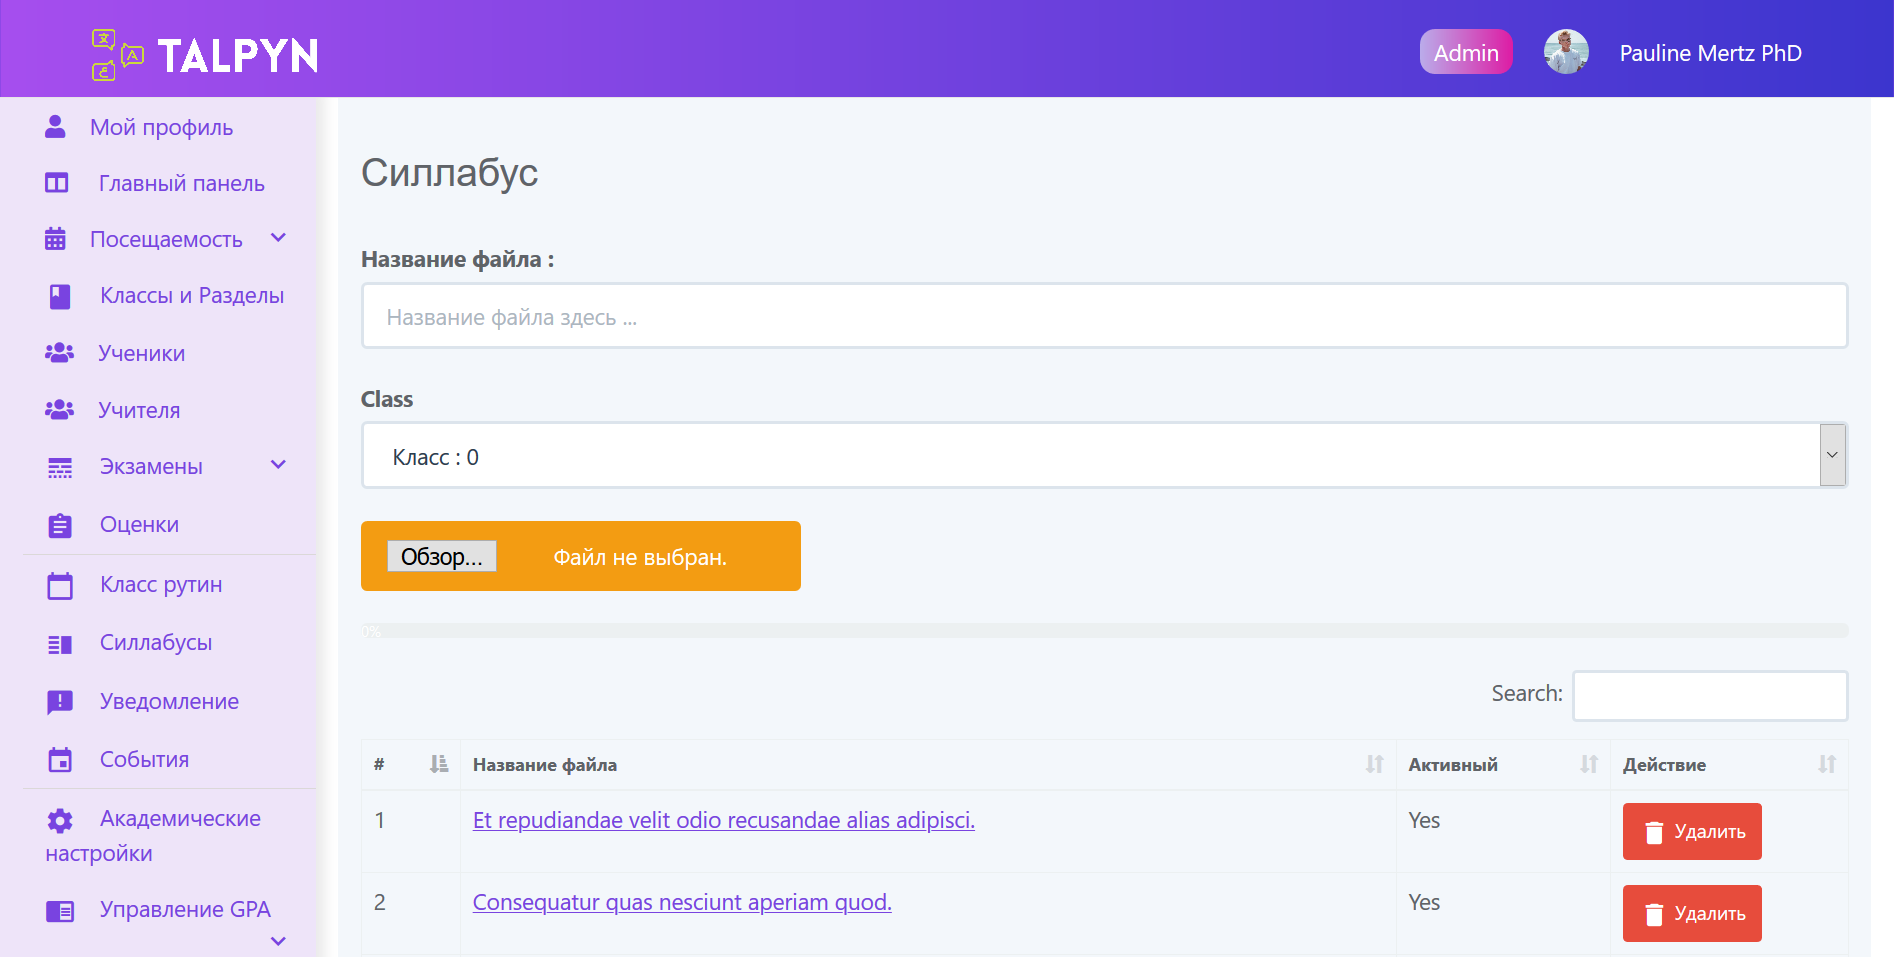 TALPYN
Admin
Pauline Mertz PhD
Мой профиль
Главный панель
Посещаемость
Классы и Разделы
Ученики
Учителя
Экзамены
Оценки
Класс рутин
Силлабусы
Уведомление
События
Академические
настройки
Управление GPA
Силлабус
Название файла :
Название файла здесь ...
Class
Класс : 0
Обзор... Файл не выбран.
0%
Search:
# Название файла Активный Действие
1 Et repudiandae velit odio recusandae alias adipisci. Yes Удалить
2 Consequatur quas nesciunt aperiam quod. Yes Удалить